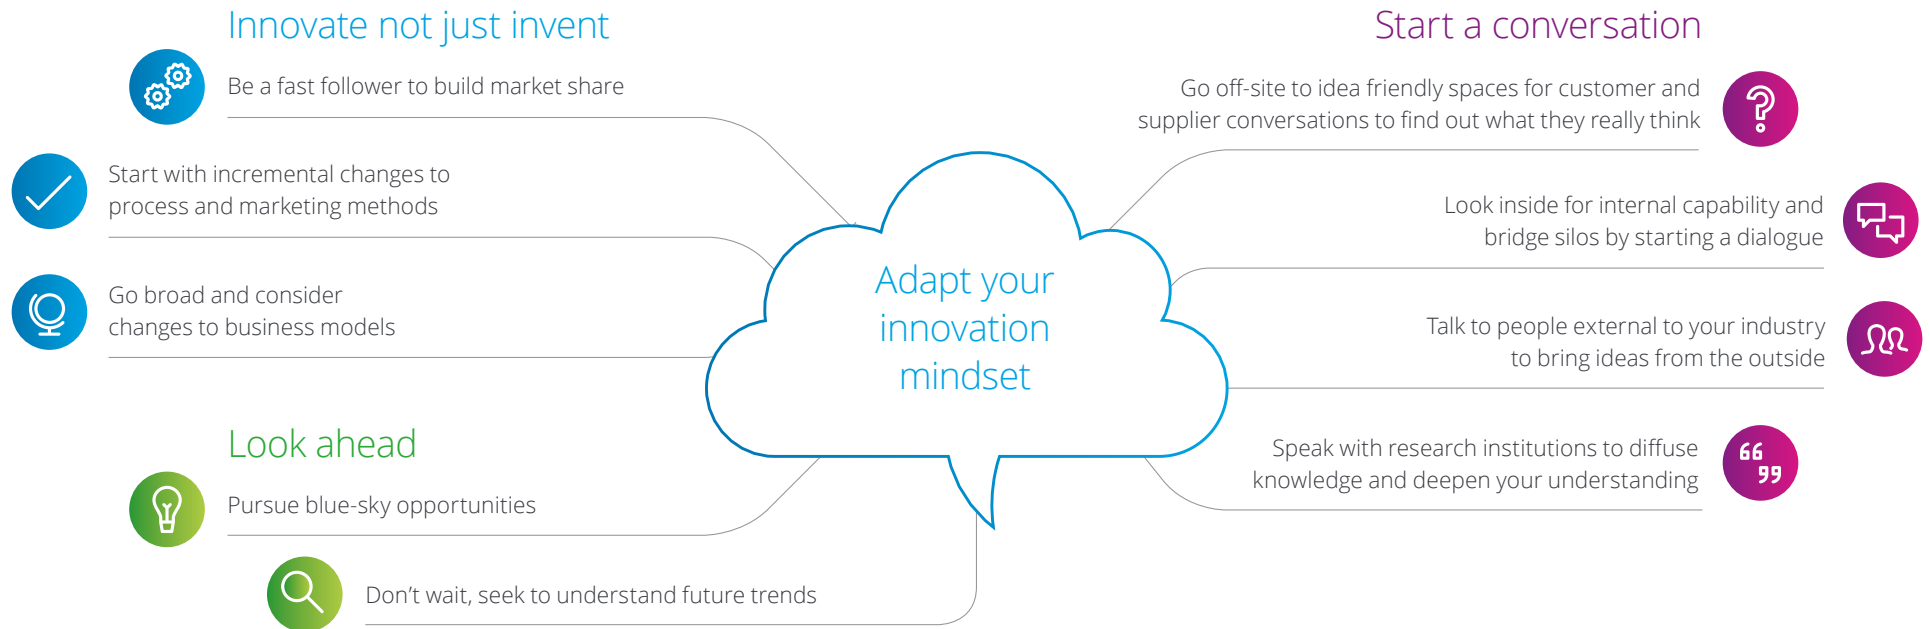 Innovate not just invent
Be a fast follower to build market share
Start with incremental changes to
process and marketing methods
Go broad and consider
changes to business models
Look ahead
Pursue blue-sky opportunities
Don’t wait, seek to understand future trends
Adapt your
innovation
mindset
Start a conversation
Go off-site to idea friendly spaces for customer and
supplier conversations to find out what they really think
Look inside for internal capability and
bridge silos by starting a dialogue
Talk to people external to your industry
to bring ideas from the outside
Speak with research institutions to diffuse
knowledge and deepen your understanding